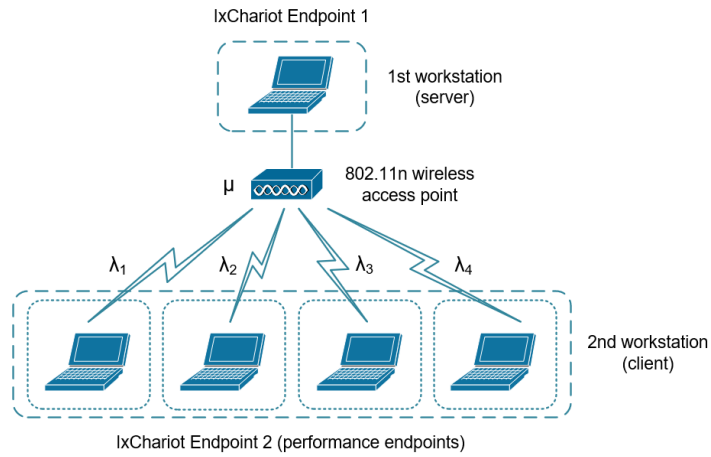 IxChariot Endpoint 1
1st workstation
(server)
802.11n wireless
access point
μ
λ1
λ2
λ3
λ4
2nd workstation
(client)
IxChariot Endpoint 2 (performance endpoints)